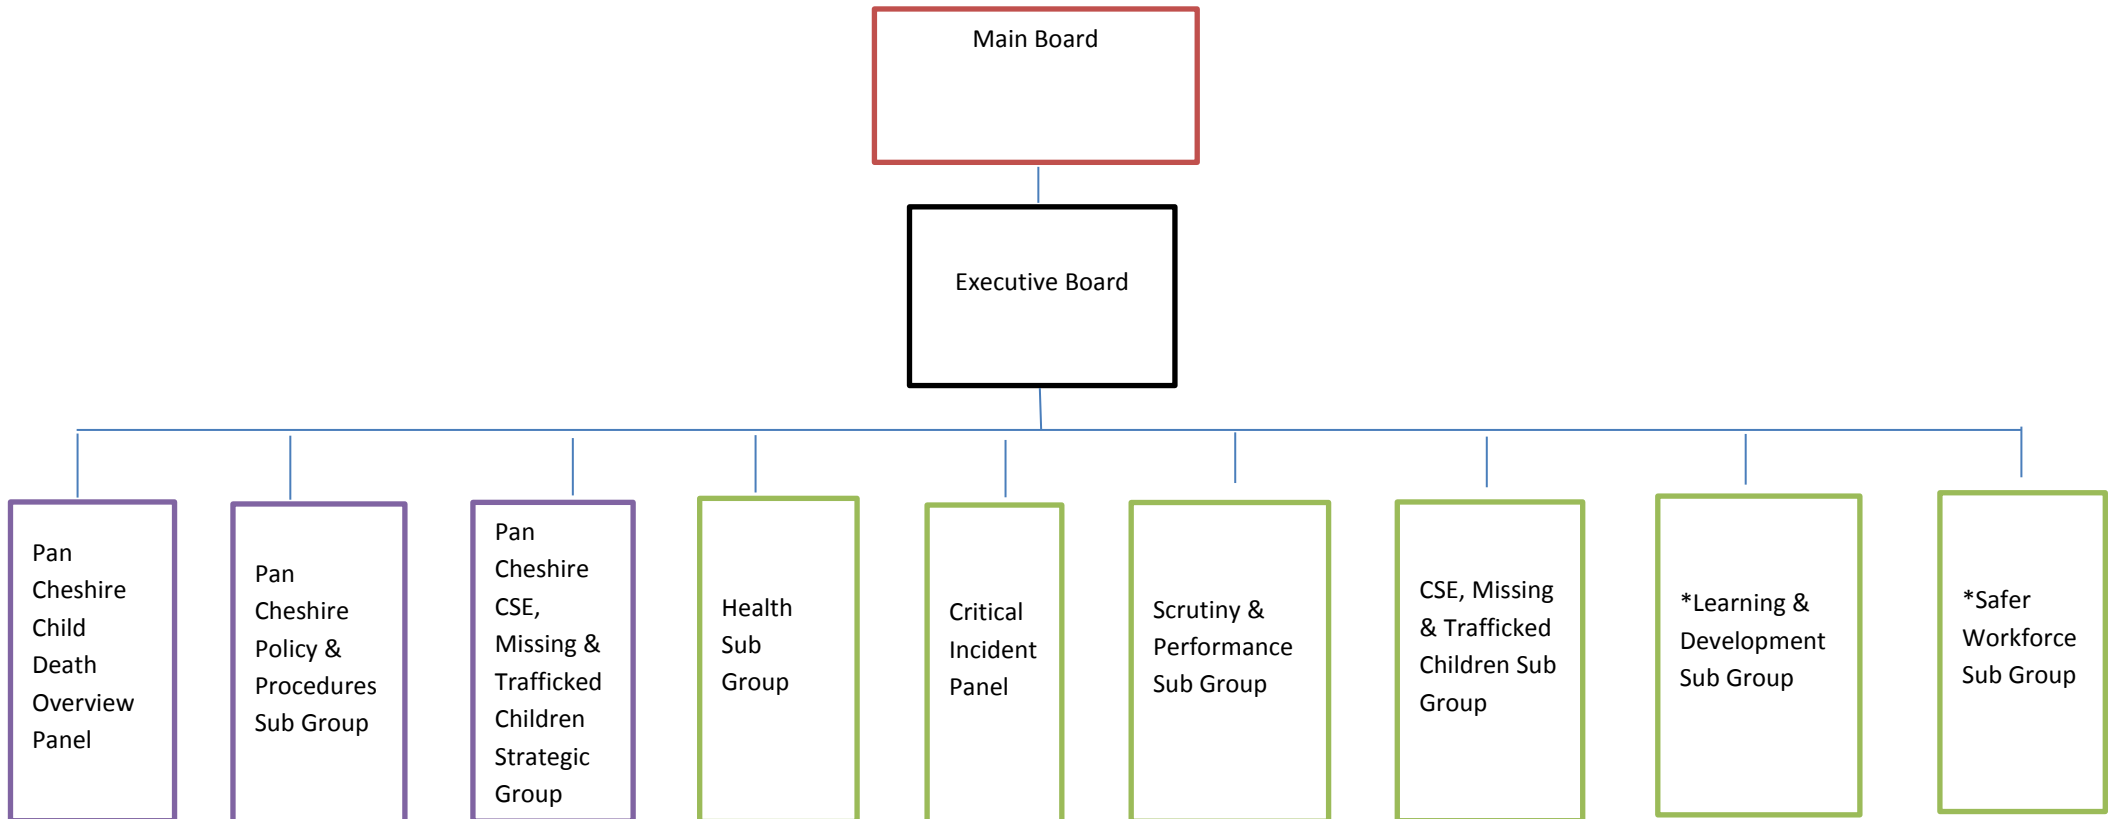 Main Board
Executive Board
Pan
Cheshire
Child
Death
Overview
Panel
Pan
Cheshire
Policy &
Procedures
Sub Group
Pan
Cheshire
CSE,
Missing &
Trafficked
Children
Strategic
Group
Health
Sub
Group
Critical
Incident
Panel
Scrutiny &
Performance
Sub Group
CSE, Missing
& Trafficked
Children Sub
Group
*Learning &
Development
Sub Group
*Safer
Workforce
Sub Group